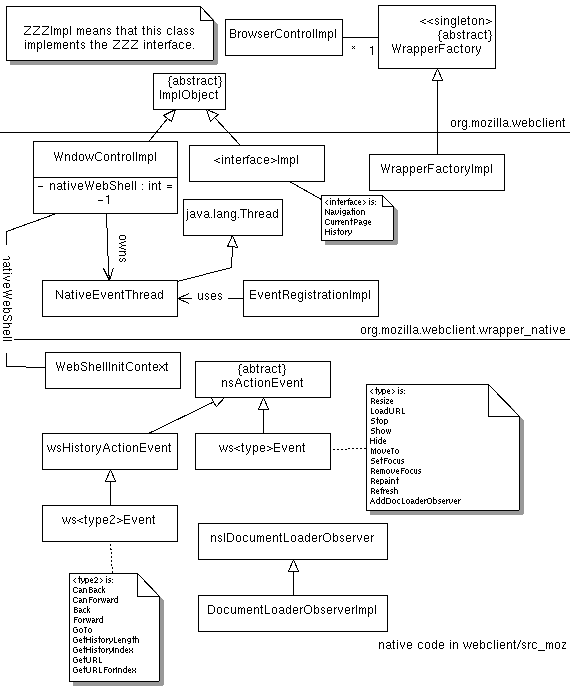 ZZZImpl means that this class
implements the ZZZ interface.
BrowserControlImpl
* 1
<<singleton>
{abstract}
WrapperFactory
{abstract}
ImplObject
org.mozilla.webclient
WndowControlImpl
- nativeWebShell : int =
-1
<interface>Impl
WrapperFactoryImpl
<interface> is:
Navigation
CurrentPage
History
java.lang.Thread
owns
nativeWebShell
NativeEventThread
uses
EventRegistrationImpl
org.mozilla.webclient.wrapper_native
WebShellInitContext
{abtract}
nsActionEvent
<type> is:
Resize
LoadURL
Stop
Show
Hide
MoveTo
SetFocus
RemoveFocus
Repaint
Refresh
AddDocLoaderObserver
wsHistoryActionEvent
ws<type>Event
ws<type2>Event
nsIDocumentLoaderObserver
<type2> is:
CanBack
CanForward
Back
Forward
GoTo
GetHistoryLength
GetHistoryIndex
GetURL
GetURLForIndex
DocumentLoaderObserverImpl
native code in webclient/src_moz